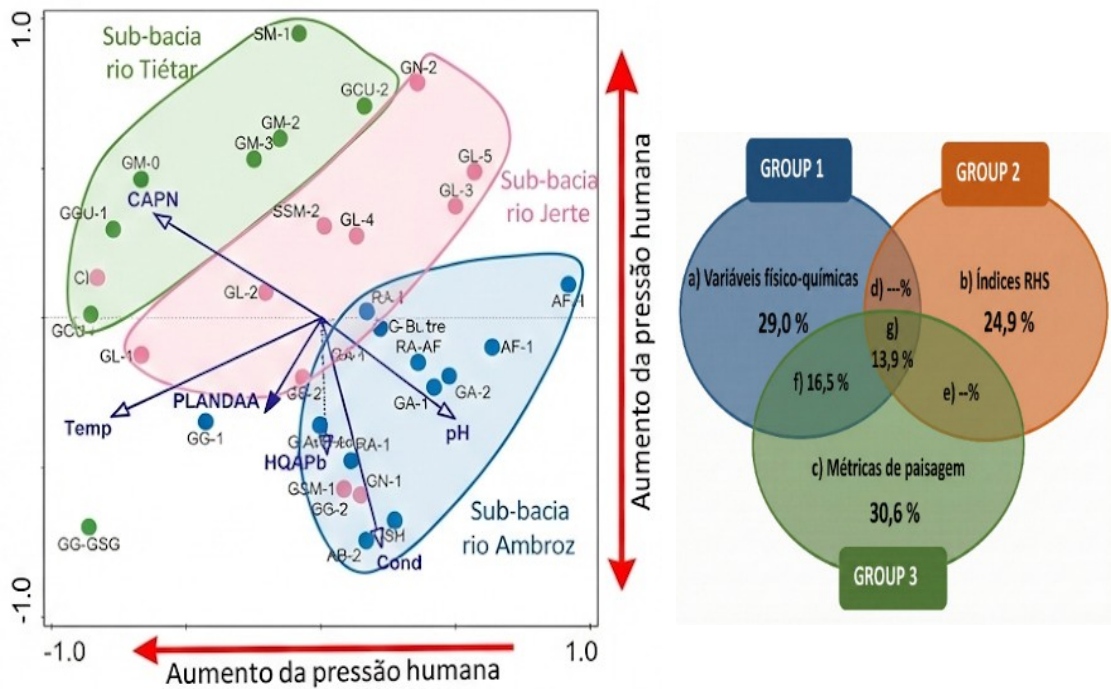 1.0
Sub-bacia
rio Tiétar
SM-1
GN-2
GCU-2
GM-2
GM-3
GM-0
CAPN
GL-5
GL-3
Sub-bacia
rio Jerte
GGU-1
SSM-2
GL-4
C)
GL-2
GCU
AF-1
RA-1
G-Butre
RA-AF
AF-1
GL-1
GA-1
GA-2
GA-1
PLANDAA
GG-1
Temp
pH
HQAPb
RA-1
GSM-1
GN-1
GG-2
Sub-bacia
rio Ambroz
GG-GSG
AB-2
SH
Cond
-1.0
-1.0
1.0
Aumento da pressão humana
Aumento da pressão humana
GROUP 1
GROUP 2
a) Variáveis físico-químicas
29,0 %
d) ---%
b) Índices RHS
24,9 %
g)
13,9 %
f) 16,5 %
e) --%
c) Métricas de paisagem
30,6 %
GROUP 3